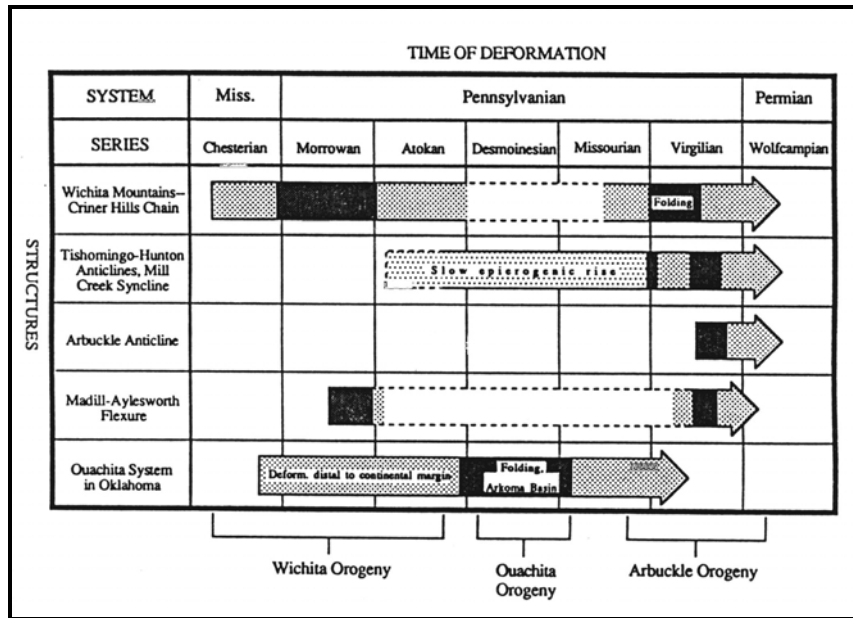 TIME OF DEFORMATION
SYSTEM Miss. Pennsylvanian Permian
SERIES Chesterian Morrowan Atokan Desmoinesian Missourian Virgilian Wolfcampian
STRUCTURES
Wichita Mountains–
Criner Hills Chain
Folding
Tishomingo-Hunton
Anticlines, Mill
Creek Syncline
Slow epierogenic rise
Arbuckle Anticline
Madill-Aylesworth
Flexure
Ouachita System
in Oklahoma
Deform. distal to continental margin
Folding,
Arkoma Basin
Wichita Orogeny
Ouachita
Orogeny
Arbuckle Orogeny